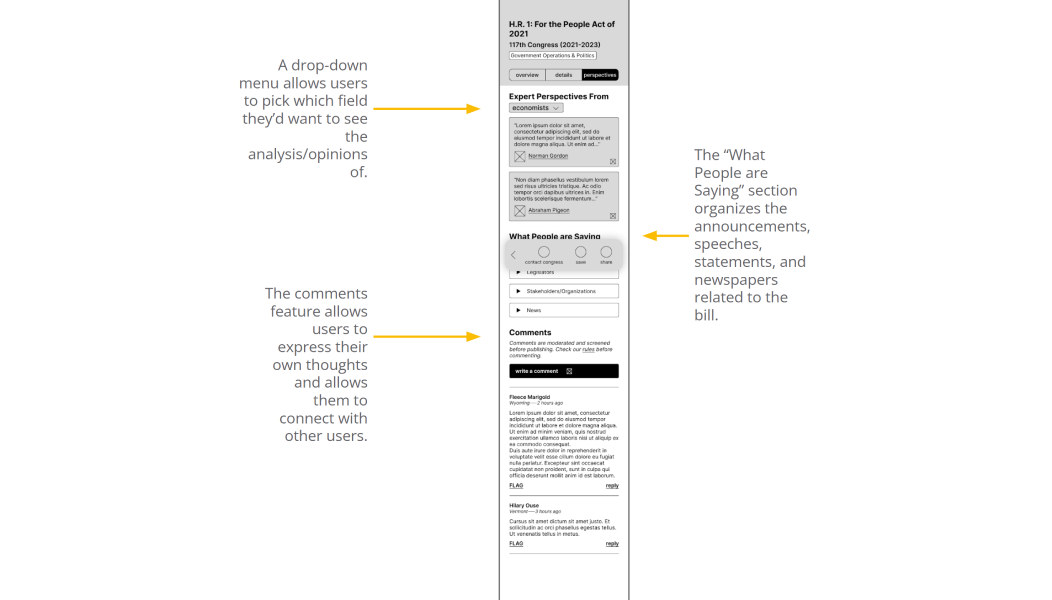 A drop-down
menu allows users
to pick which field
they'd want to see
the
analysis/opinions
of.
The comments
feature allows
users to
express their
own thoughts
and allows
them to
connect with
other users.
H.R. 1: For the People Act of
2021
117th Congress (2021-2023)
Government Operations & Politics
overview details perspectives
Expert Perspectives From
economists
"Lorem ipsum dolor sit amet,
consectetur adipiscing elit, sed do
eiusmod tempor incididunt ut labore et
dolore magna aliqua. Ut enim ad..."
Norman Gordon
"Non diam phasellus vestibulum lorem
sed risus ultricies tristique. Ac odio
tempor orci dapibus ultrices in. Enim
lobortis scelerisque fermentum..."
Abraham Pigeon
What People are Saying
contact congress save share
Legislators
Stakeholders/Organizations
News
Comments
Comments are moderated and screened
before publishing. Check our rules before
commenting.
write a comment
Fleece Marigold
Wyoming—2 hours ago
Lorem ipsum dolor sit amet, consectetur
adipiscing elit, sed do eiusmod tempor
incididunt ut labore et dolore magna aliqua.
Ut enim ad minim veniam, quis nostrud
exercitation ullamco laboris nisi ut aliquip ex
ea commodo consequat.
Duis aute irure dolor in reprehenderit in
voluptate velit esse cillum dolore eu fugiat
nulla pariatur. Excepteur sint occaecat
cupidatat non proident, sunt in culpa qui
officia deserunt mollit anim id est laborum.
FLAG reply
Hilary Ouse
Vermont—3 hours ago
Cursus sit amet dictum sit amet justo. Et
sollicitudin ac orci phasellus egestas tellus.
Ut venenatis tellus in metus.
FLAG reply
The "What
People are
Saying" section
organizes the
announcements,
speeches,
statements, and
newspapers
related to the
bill.